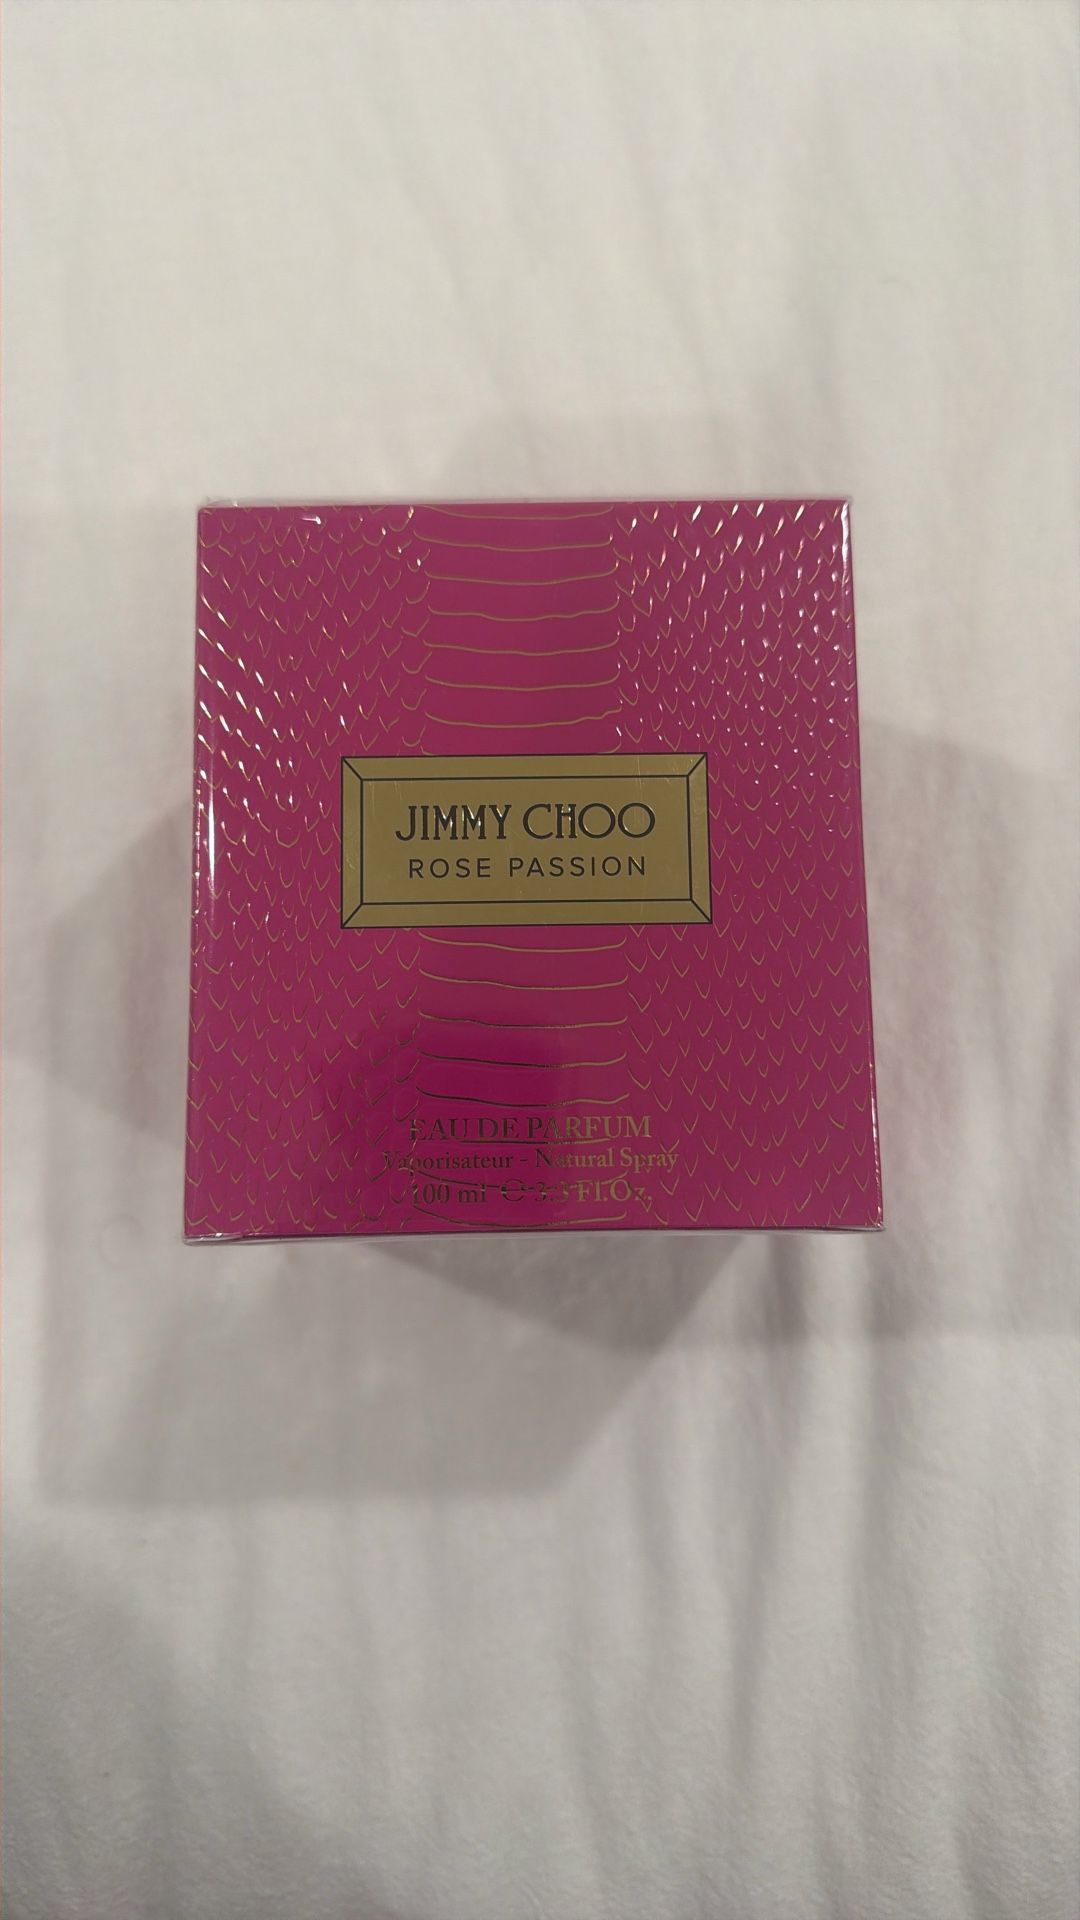 JIMMY CHOO
ROSE PASSION
EAU DE PARFUM
Vaporisateur - Natural Spray
100 ml ℮ 3.3 Fl.Oz.